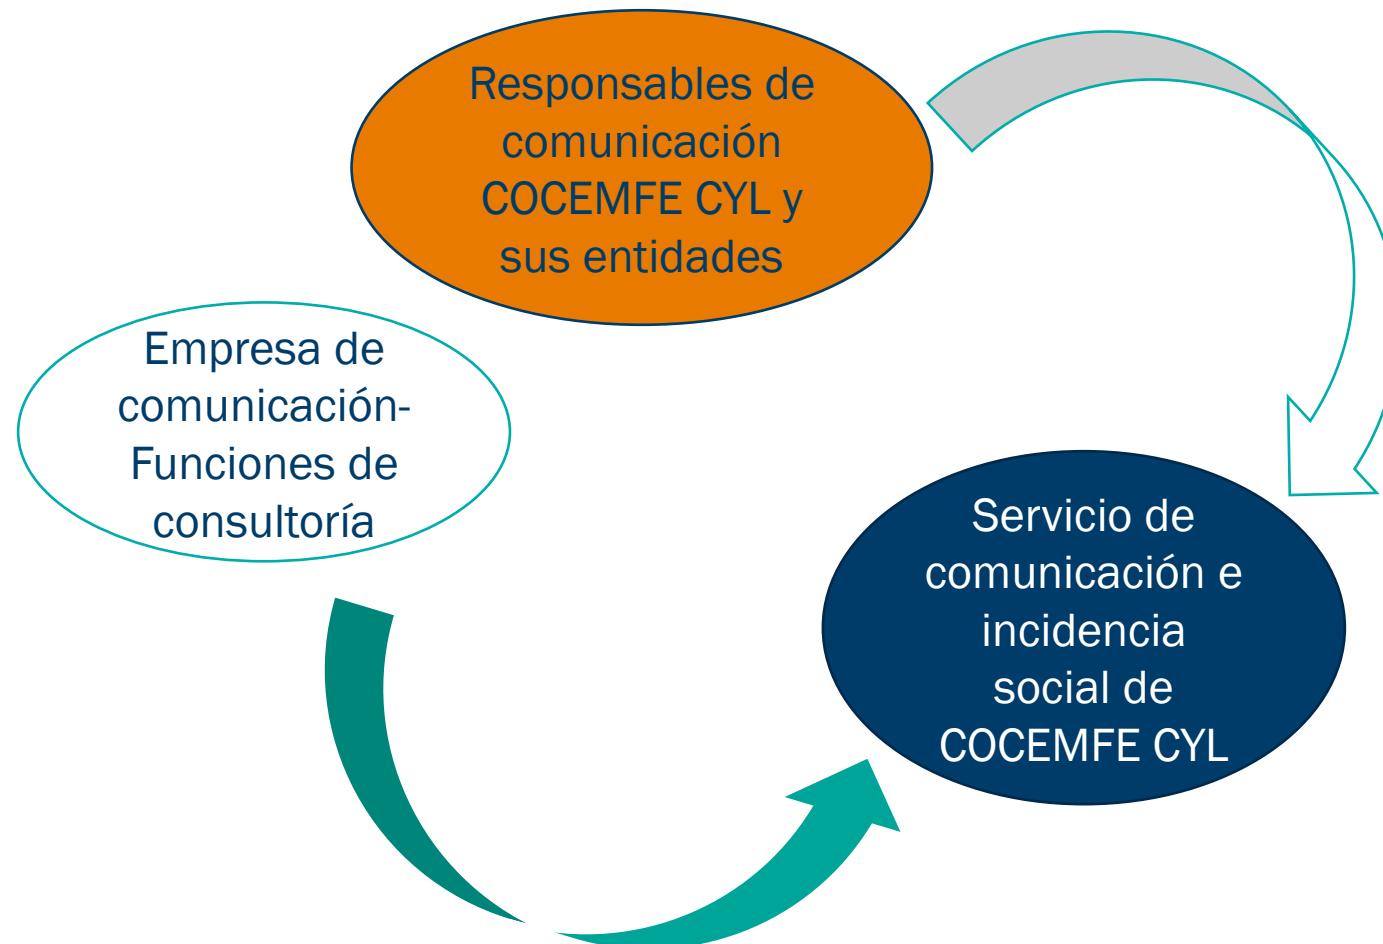 Responsables de
comunicación
COCEMFE CYL y
sus entidades
Empresa de
comunicación-
Funciones de
consultoría
Servicio de
comunicación e
incidencia
social de
COCEMFE CYL